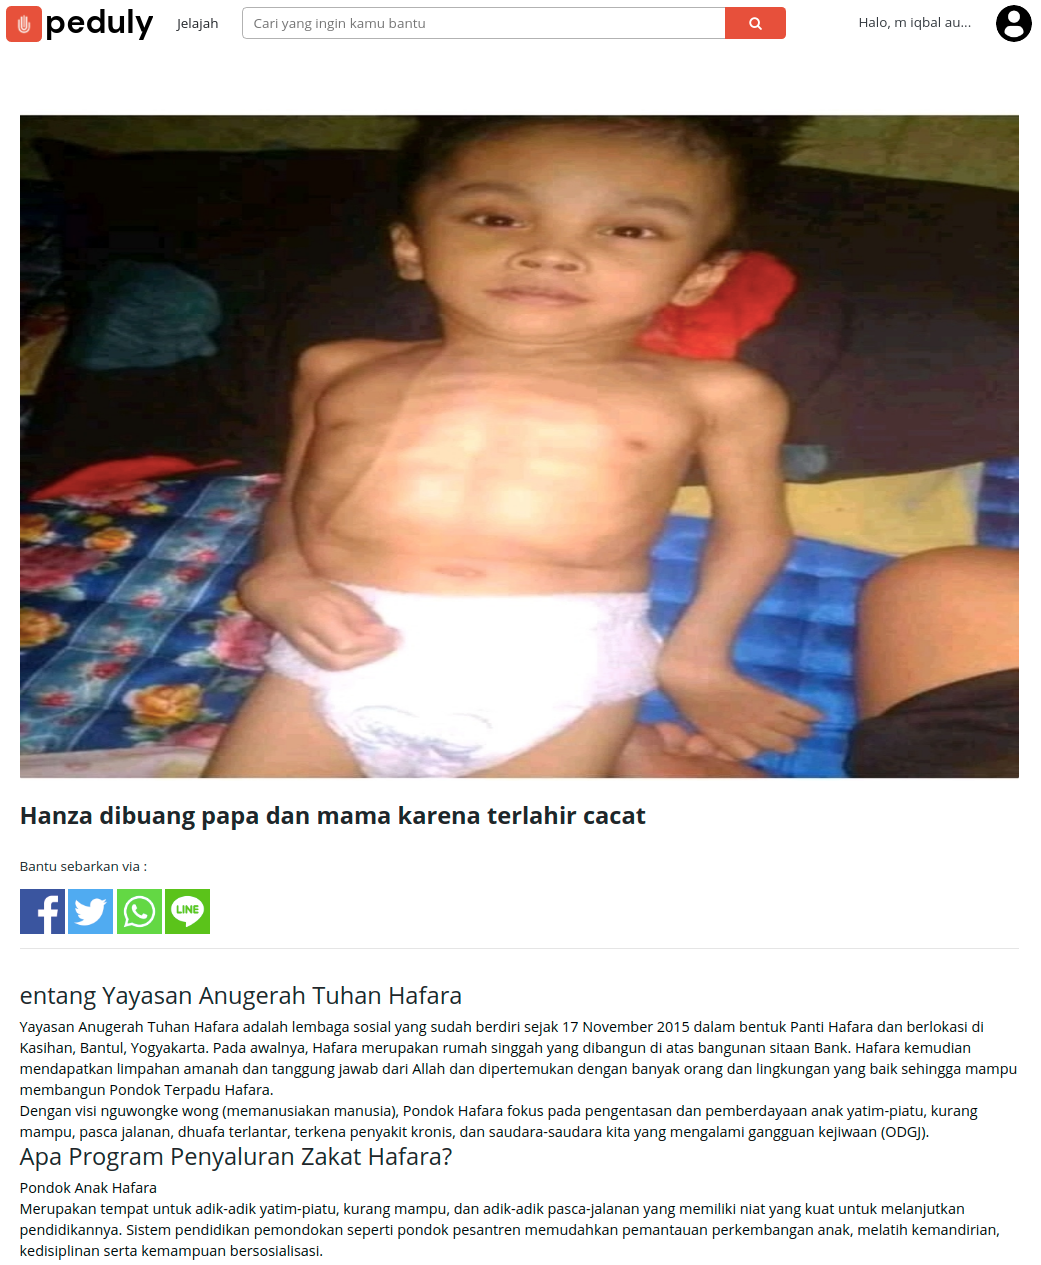 peduly Jelajah Cari yang ingin kamu bantu Halo, m iqbal au...
Hanza dibuang papa dan mama karena terlahir cacat
Bantu sebarkan via :
LINE
entang Yayasan Anugerah Tuhan Hafara
Yayasan Anugerah Tuhan Hafara adalah lembaga sosial yang sudah berdiri sejak 17 November 2015 dalam bentuk Panti Hafara dan berlokasi di
Kasihan, Bantul, Yogyakarta. Pada awalnya, Hafara merupakan rumah singgah yang dibangun di atas bangunan sitaan Bank. Hafara kemudian
mendapatkan limpahan amanah dan tanggung jawab dari Allah dan dipertemukan dengan banyak orang dan lingkungan yang baik sehingga mampu
membangun Pondok Terpadu Hafara.
Dengan visi nguwongke wong (memanusiakan manusia), Pondok Hafara fokus pada pengentasan dan pemberdayaan anak yatim-piatu, kurang
mampu, pasca jalanan, dhuafa terlantar, terkena penyakit kronis, dan saudara-saudara kita yang mengalami gangguan kejiwaan (ODGJ).
Apa Program Penyaluran Zakat Hafara?
Pondok Anak Hafara
Merupakan tempat untuk adik-adik yatim-piatu, kurang mampu, dan adik-adik pasca-jalanan yang memiliki niat yang kuat untuk melanjutkan
pendidikannya. Sistem pendidikan pemondokan seperti pondok pesantren memudahkan pemantauan perkembangan anak, melatih kemandirian,
kedisiplinan serta kemampuan bersosialisasi.